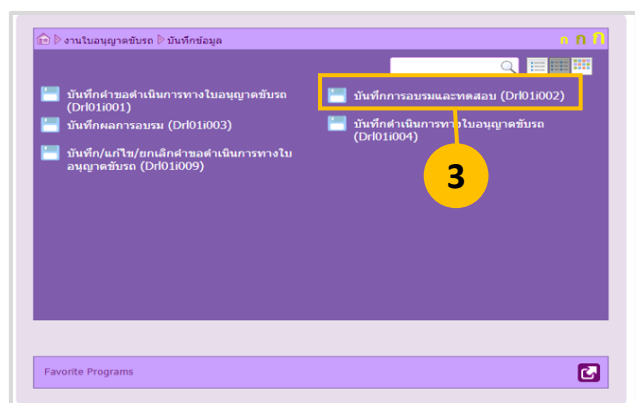 งานใบอนุญาตขับรถ บันทึกข้อมูล
ก ก ก
บันทึกคำขอดำเนินการทางใบอนุญาตขับรถ
(Drl01i001)
บันทึกการอบรมและทดสอบ (Drl01i002)
บันทึกผลการอบรม (Drl01i003)
บันทึกดำเนินการทางใบอนุญาตขับรถ
(Drl01i004)
บันทึก/แก้ไข/ยกเลิกคำขอดำเนินการทางใบ
อนุญาตขับรถ (Drl01i009)
3
Favorite Programs